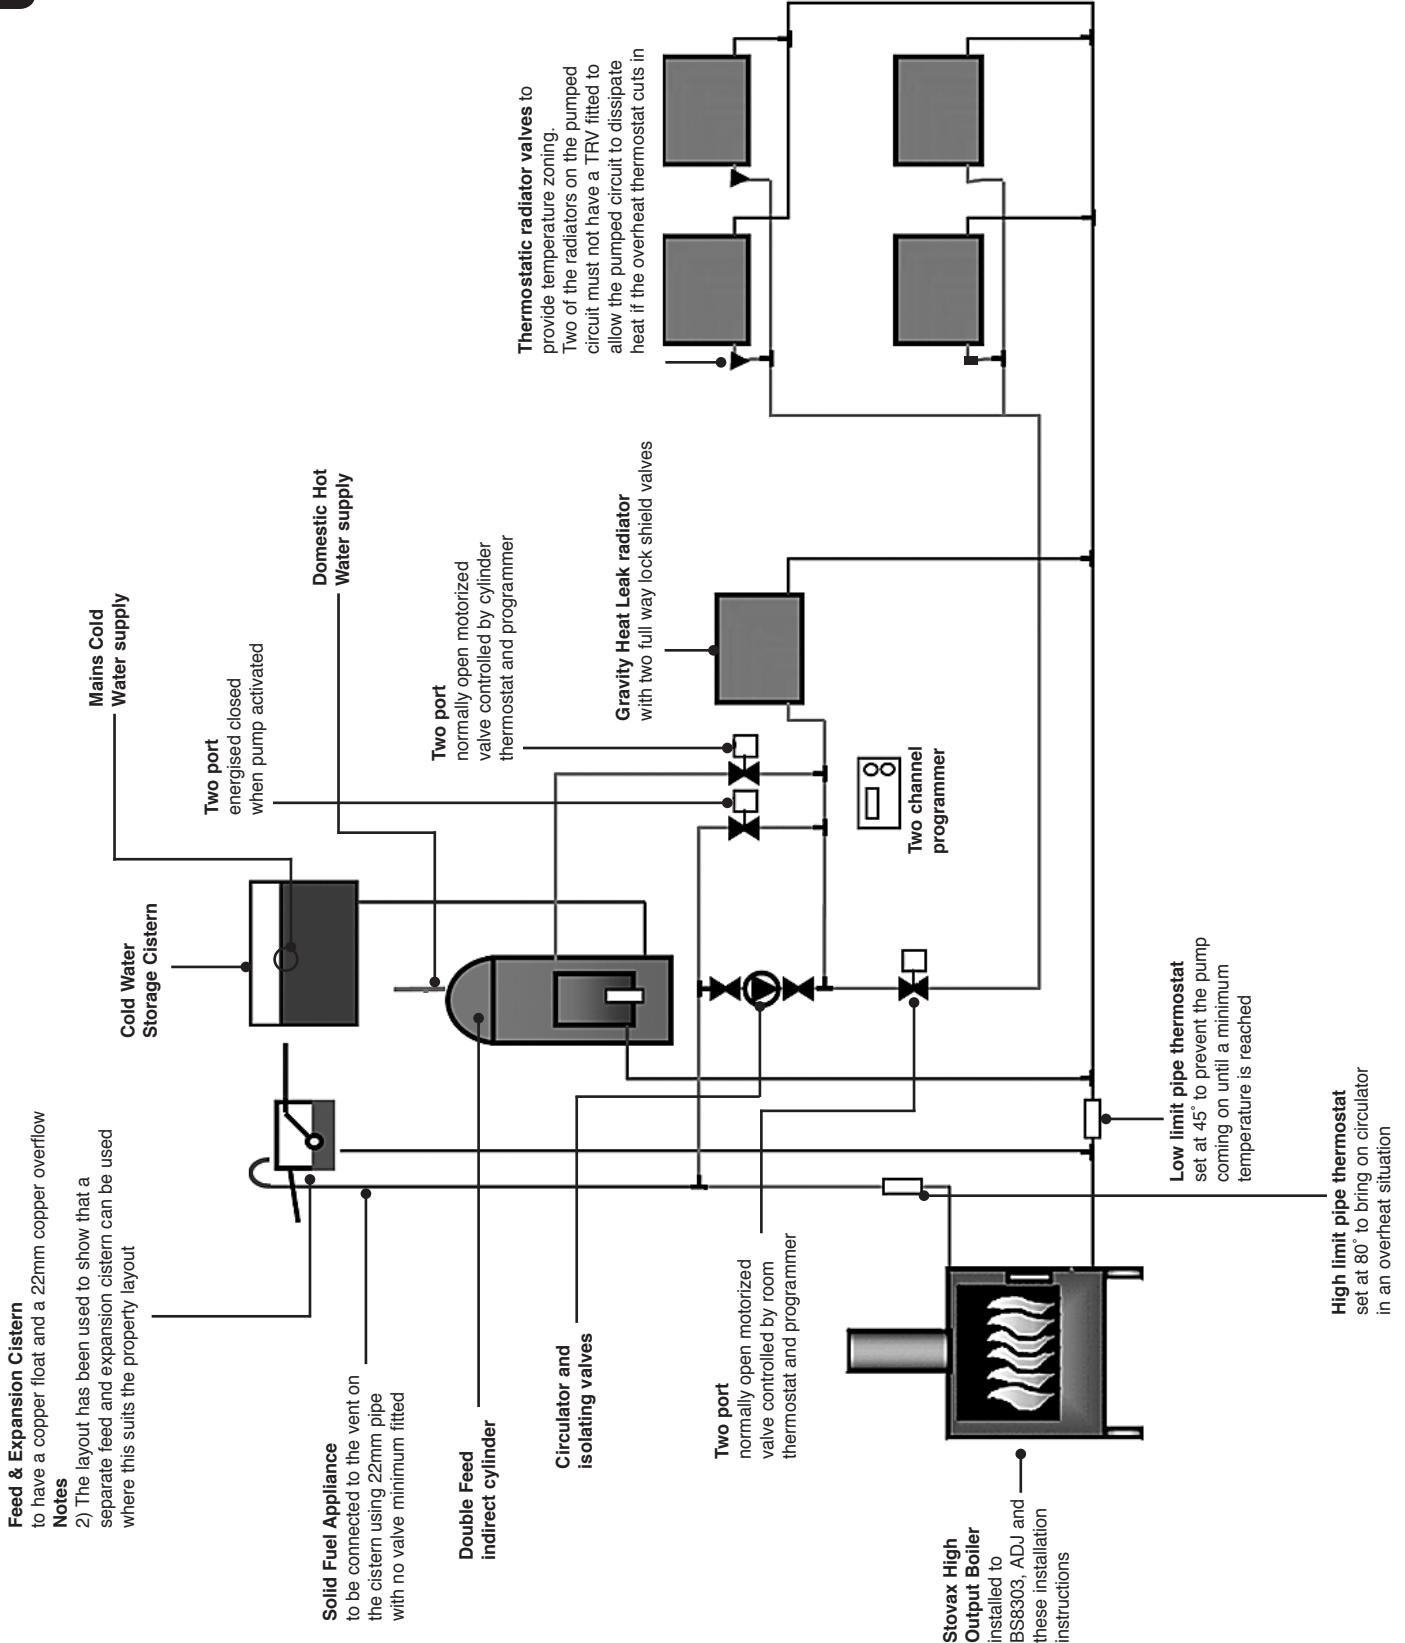 Feed & Expansion Cistern
to have a copper float and a 22mm copper overflow
Notes
2) The layout has been used to show that a
separate feed and expansion cistern can be used
where this suits the property layout
Cold Water
Storage Cistern
Mains Cold
Water supply
Two port
energised closed
when pump activated
Domestic Hot
Water supply
Two port
normally open motorized
valve controlled by cylinder
thermostat and programmer
Thermostatic radiator valves to
provide temperature zoning.
Two of the radiators on the pumped
circuit must not have a TRV fitted to
allow the pumped circuit to dissipate
heat if the overheat thermostat cuts in
Gravity Heat Leak radiator
with two full way lock shield valves
Solid Fuel Appliance
to be connected to the vent on
the cistern using 22mm pipe
with no valve minimum fitted
Double Feed
indirect cylinder
Circulator and
isolating valves
Two port
normally open motorized
valve controlled by room
thermostat and programmer
Two channel
programmer
Stovax High
Output Boiler
installed to
BS8303, ADJ and
these installation
instructions
Low limit pipe thermostat
set at 45° to prevent the pump
coming on until a minimum
temperature is reached
High limit pipe thermostat
set at 80° to bring on circulator
in an overheat situation